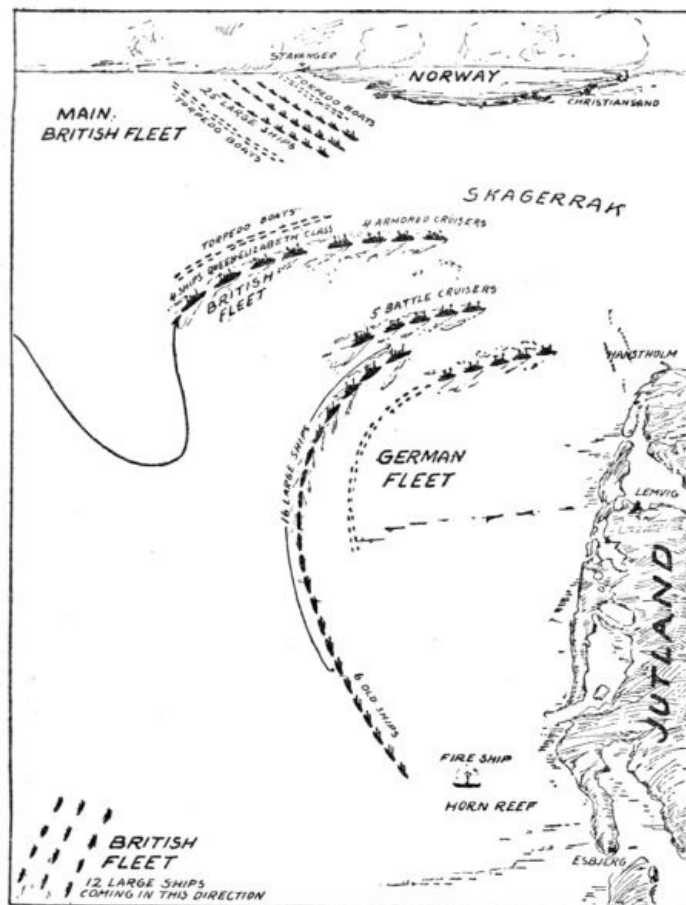 STAVANGER
NORWAY
CHRISTIANSAND
MAIN.
BRITISH FLEET
TORPEDO BOATS
25 LARGE SHIPS
TORPEDO BOATS
SKAGERRAK
TORPEDO BOATS
4 SHIPS QUEEN ELIZABETH CLASS
4 ARMORED CRUISERS
BRITISH
FLEET
5 BATTLE CRUISERS
HANSTHOLM
GERMAN
FLEET
16 LARGE SHIPS
LEMVIG
JUTLAND
6 OLD SHIPS
FIRE SHIP
HORN REEF
BRITISH
FLEET
12 LARGE SHIPS
COMING IN THIS DIRECTION
ESBJERG